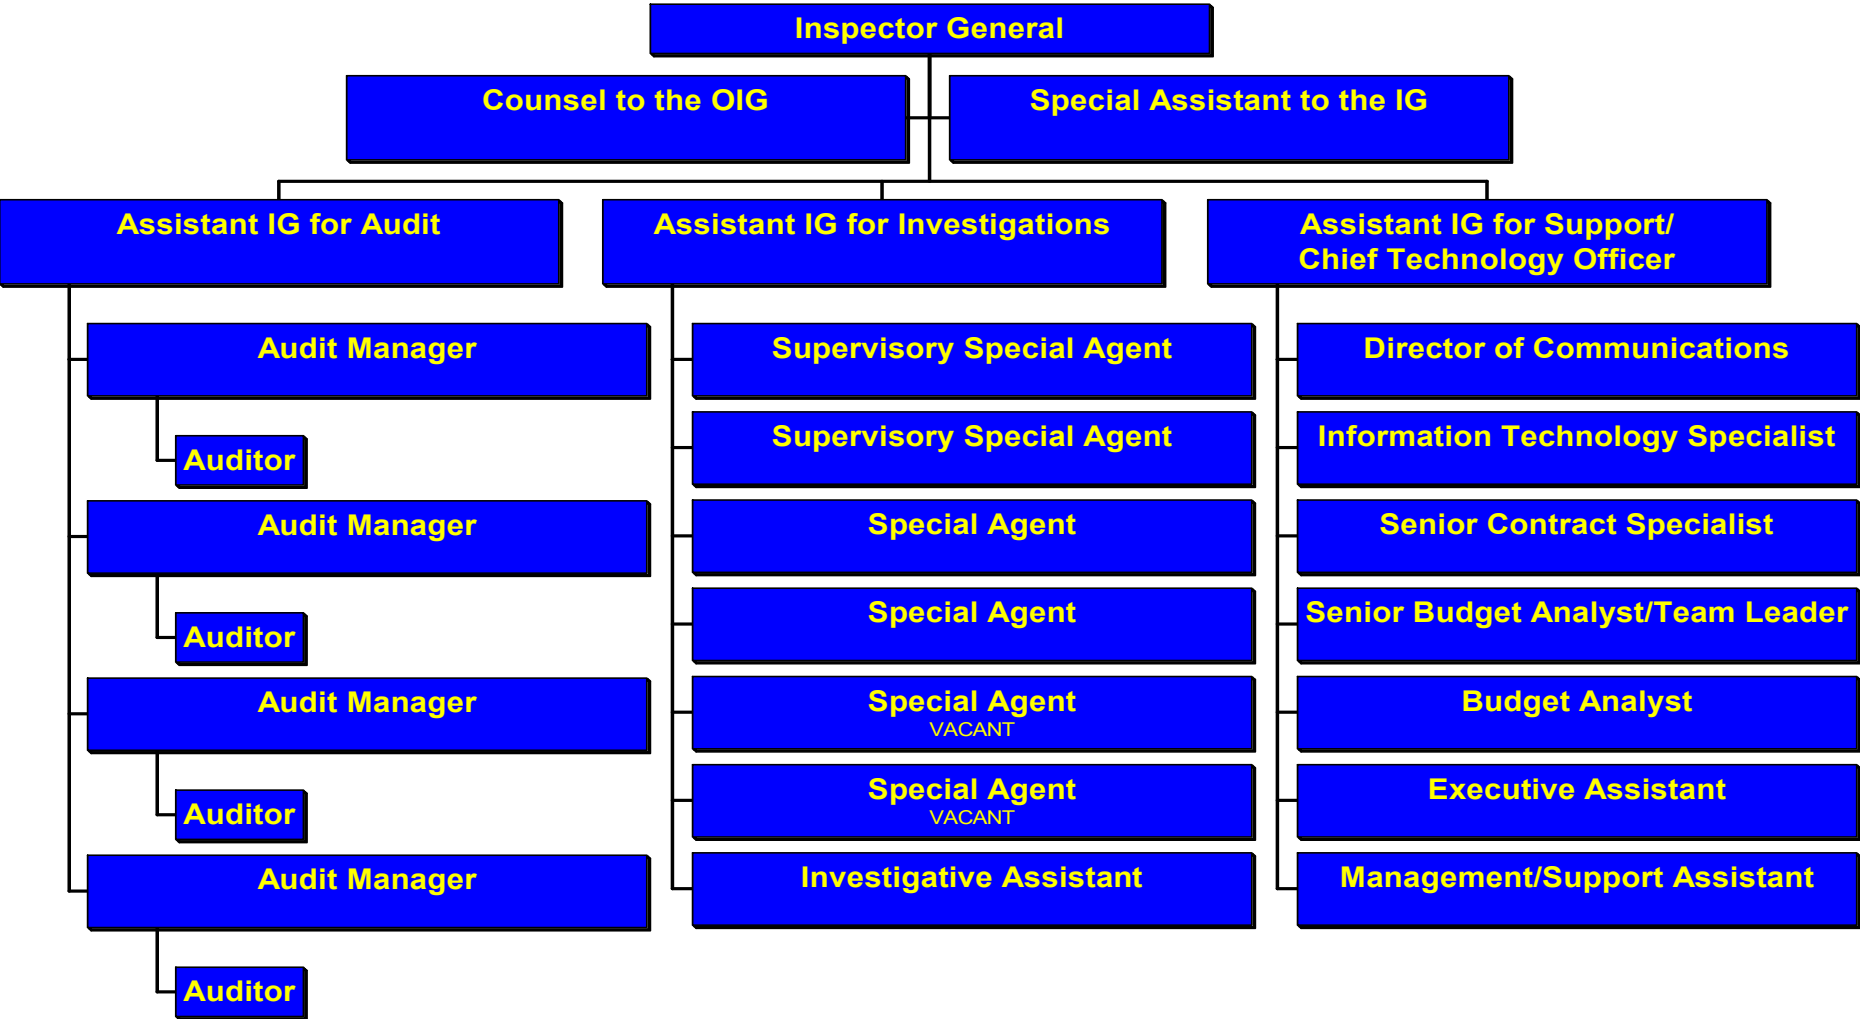 Inspector General
Counsel to the OIG
Special Assistant to the IG
Assistant IG for Audit
Audit Manager
Auditor
Audit Manager
Auditor
Audit Manager
Auditor
Audit Manager
Auditor
Assistant IG for Investigations
Supervisory Special Agent
Supervisory Special Agent
Special Agent
Special Agent
Special Agent
VACANT
Special Agent
VACANT
Investigative Assistant
Assistant IG for Support/
Chief Technology Officer
Director of Communications
Information Technology Specialist
Senior Contract Specialist
Senior Budget Analyst/Team Leader
Budget Analyst
Executive Assistant
Management/Support Assistant